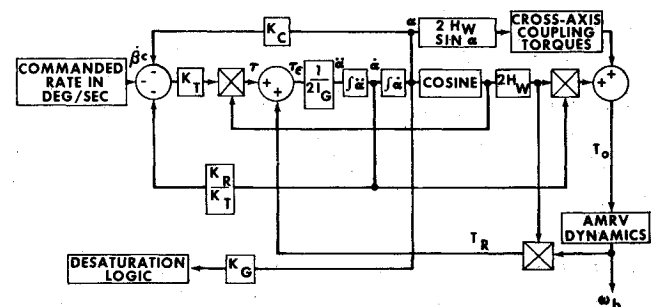 K_C
α
2 H_W
SIN α
CROSS-AXIS
COUPLING
TORQUES
COMMANDED
RATE IN
DEG/SEC
β̇_c
-
-
K_T
τ
+
+
τ_ε
1
2I_G
α̈
∫α̈
α̇
∫α̇
COSINE
2H_W
+
+
T_o
K_R
K_T
AMRV
DYNAMICS
T_R
DESATURATION
LOGIC
K_G
ω_b